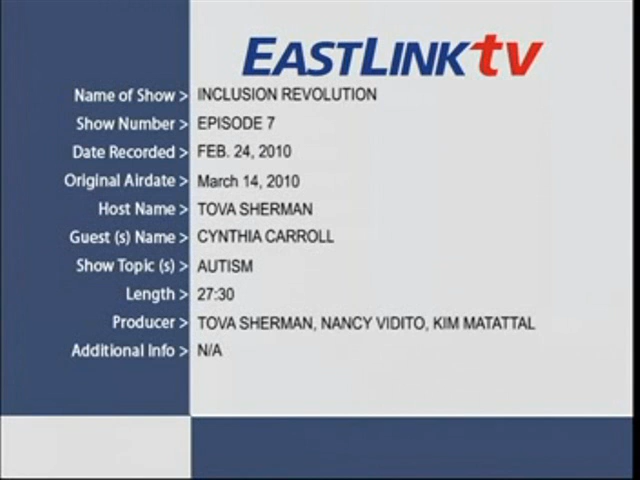 EASTLINK tv
Name of Show > INCLUSION REVOLUTION
Show Number > EPISODE 7
Date Recorded > FEB. 24, 2010
Original Airdate > March 14, 2010
Host Name > TOVA SHERMAN
Guest (s) Name > CYNTHIA CARROLL
Show Topic (s) > AUTISM
Length > 27:30
Producer > TOVA SHERMAN, NANCY VIDITO, KIM MATATTAL
Additional Info > N/A